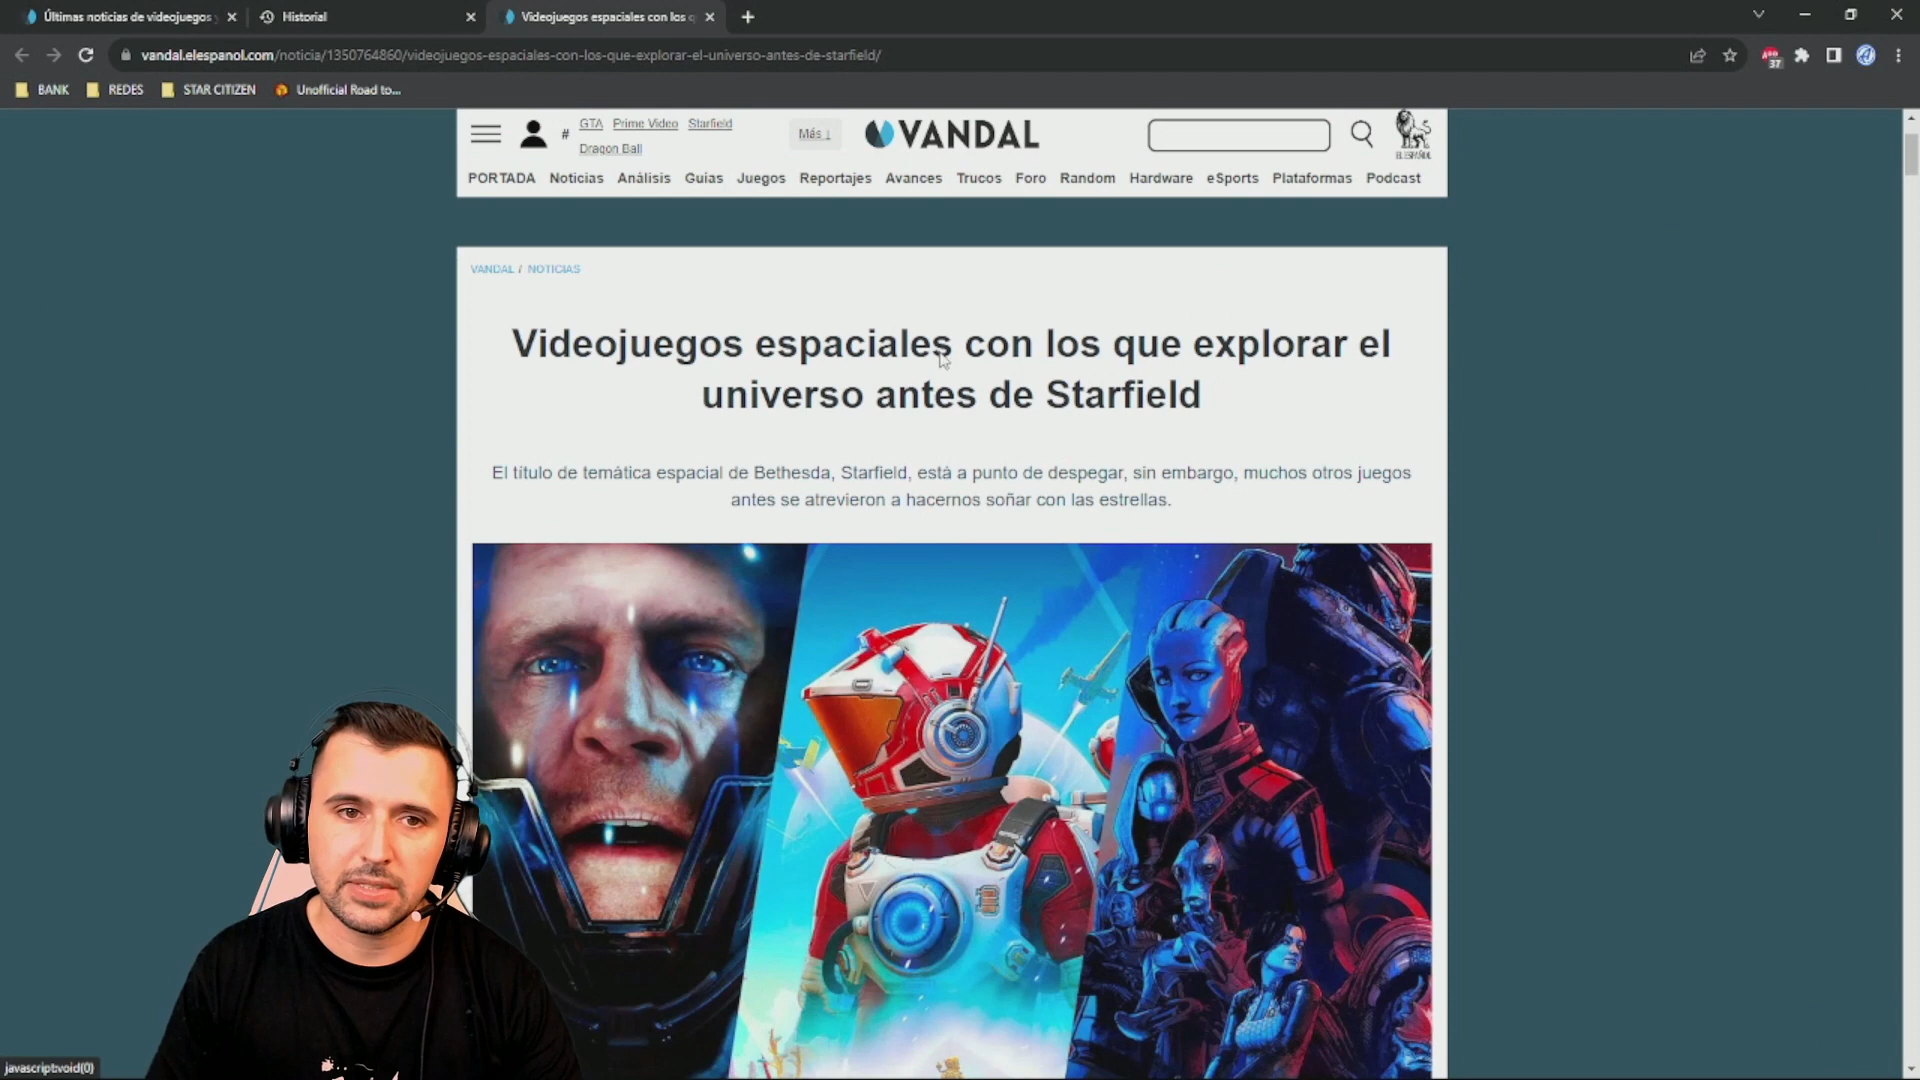 Últimas noticias de videojuegos
Historial
Videojuegos espaciales con los q
vandal.elespanol.com/noticia/1350764860/videojuegos-espaciales-con-los-que-explorar-el-universo-antes-de-starfield/
37
BANK
REDES
STAR CITIZEN
Unofficial Road to...
# GTA Prime Video Starfield
Dragon Ball
Más ↓
VANDAL
EL ESPAÑOL
PORTADA Noticias Análisis Guías Juegos Reportajes Avances Trucos Foro Random Hardware eSports Plataformas Podcast
VANDAL / NOTICIAS
Videojuegos espaciales con los que explorar el
universo antes de Starfield
El título de temática espacial de Bethesda, Starfield, está a punto de despegar, sin embargo, muchos otros juegos
antes se atrevieron a hacernos soñar con las estrellas.
javascript:void(0)